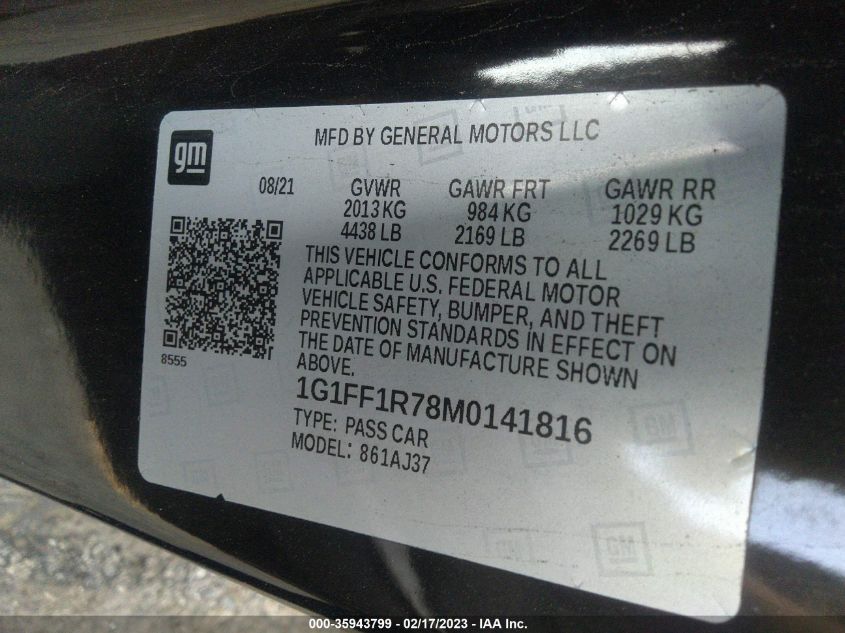 MFD BY GENERAL MOTORS LLC
gm
08/21 GVWR GAWR FRT GAWR RR
2013 KG 984 KG 1029 KG
4438 LB 2169 LB 2269 LB
THIS VEHICLE CONFORMS TO ALL
APPLICABLE U.S. FEDERAL MOTOR
VEHICLE SAFETY, BUMPER, AND THEFT
PREVENTION STANDARDS IN EFFECT ON
THE DATE OF MANUFACTURE SHOWN
ABOVE.
8555
1G1FF1R78M0141816
TYPE: PASS CAR
MODEL: 861AJ37
GM
GM
000-35943799 - 02/17/2023 - IAA Inc.